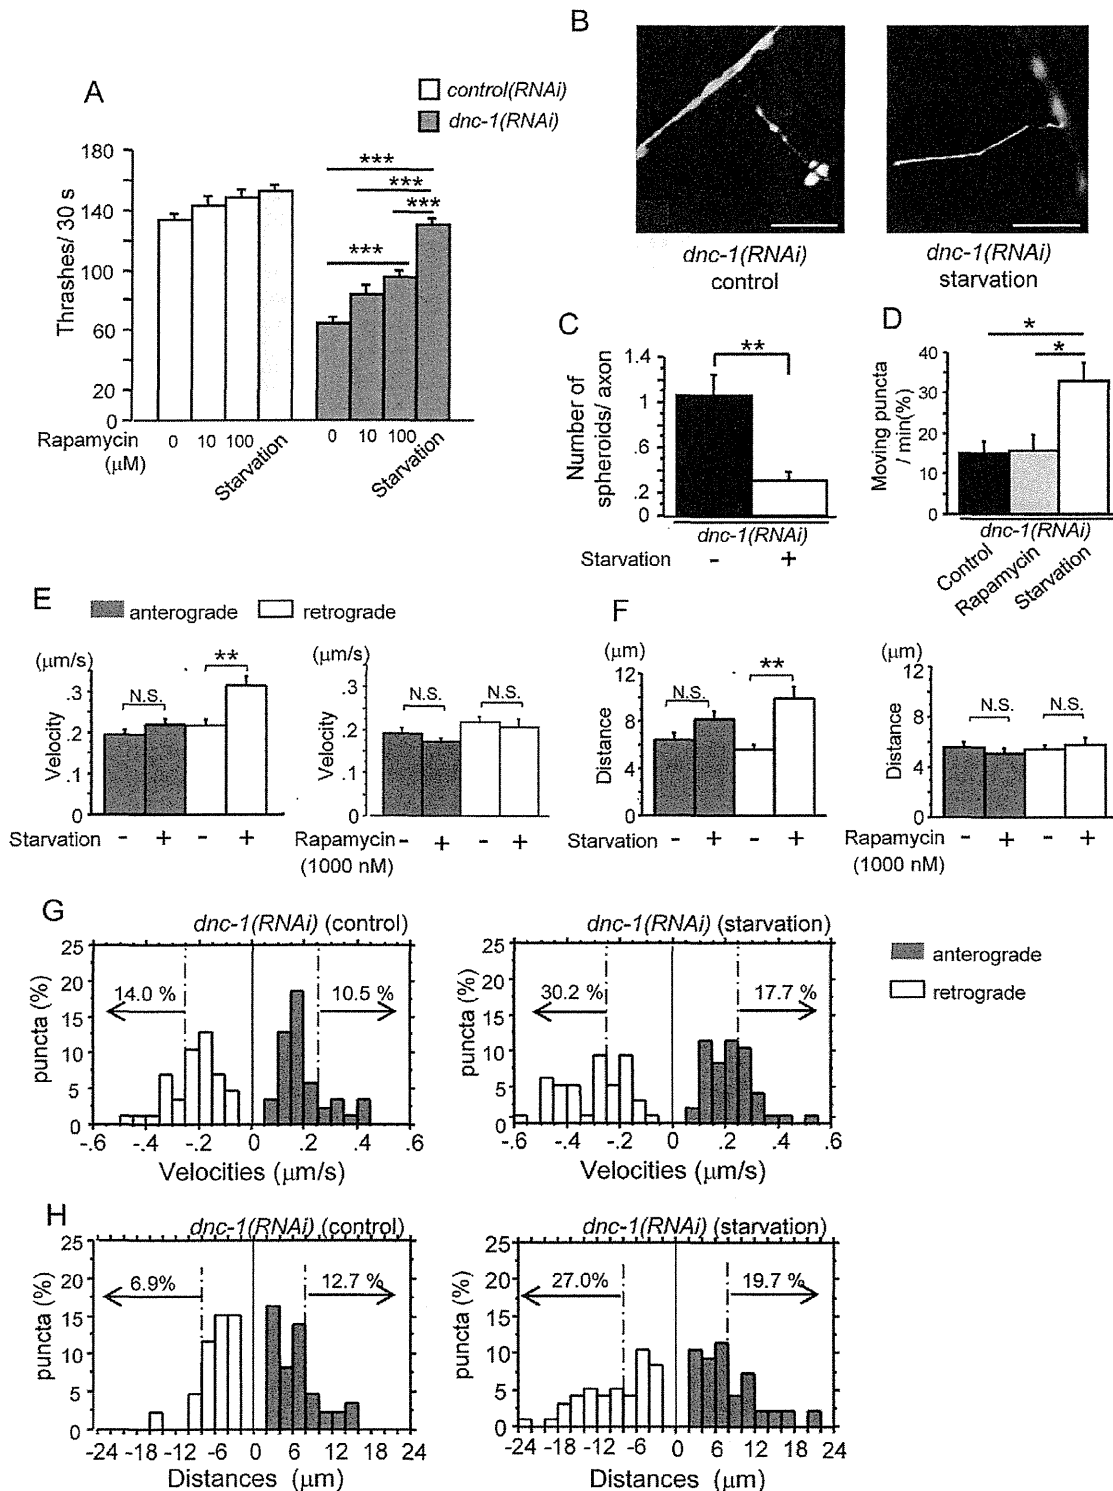 A
control(RNAi)
dnc-1(RNAi)
Thrashes/ 30 s
180
140
100
60
20
0
***
***
***
***
Rapamycin
(μM)
0 10 100 Starvation
0 10 100 Starvation
B
dnc-1(RNAi)
control
dnc-1(RNAi)
starvation
C
Number of
spheroids/ axon
1.4
1
.6
.2
0
**
dnc-1(RNAi)
Starvation - +
D
Moving puncta
/ min(%)
40
30
20
10
0
*
*
dnc-1(RNAi)
Control
Rapamycin
Starvation
E
anterograde
retrograde
(μm/s)
Velocity
.3
.2
.1
0
N.S.
**
Starvation - + - +
(μm/s)
Velocity
.3
.2
.1
0
N.S.
N.S.
Rapamycin - + - +
(1000 nM)
F
(μm)
Distance
12
8
4
0
N.S.
**
Starvation - + - +
(μm)
Distance
12
8
4
0
N.S.
N.S.
Rapamycin - + - +
(1000 nM)
G
dnc-1(RNAi) (control)
puncta (%)
25
20
15
10
5
0
14.0 %
10.5 %
-.6 -.4 -.2 0 .2 .4 .6
Velocities (μm/s)
dnc-1(RNAi) (starvation)
puncta (%)
25
20
15
10
5
0
30.2 %
17.7 %
-.6 -.4 -.2 0 .2 .4 .6
Velocities (μm/s)
anterograde
retrograde
H
dnc-1(RNAi) (control)
puncta (%)
25
20
15
10
5
0
6.9%
12.7 %
-24 -18 -12 -6 0 6 12 18 24
Distances (μm)
dnc-1(RNAi) (starvation)
puncta (%)
25
20
15
10
5
0
27.0%
19.7 %
-24 -18 -12 -6 0 6 12 18 24
Distances (μm)